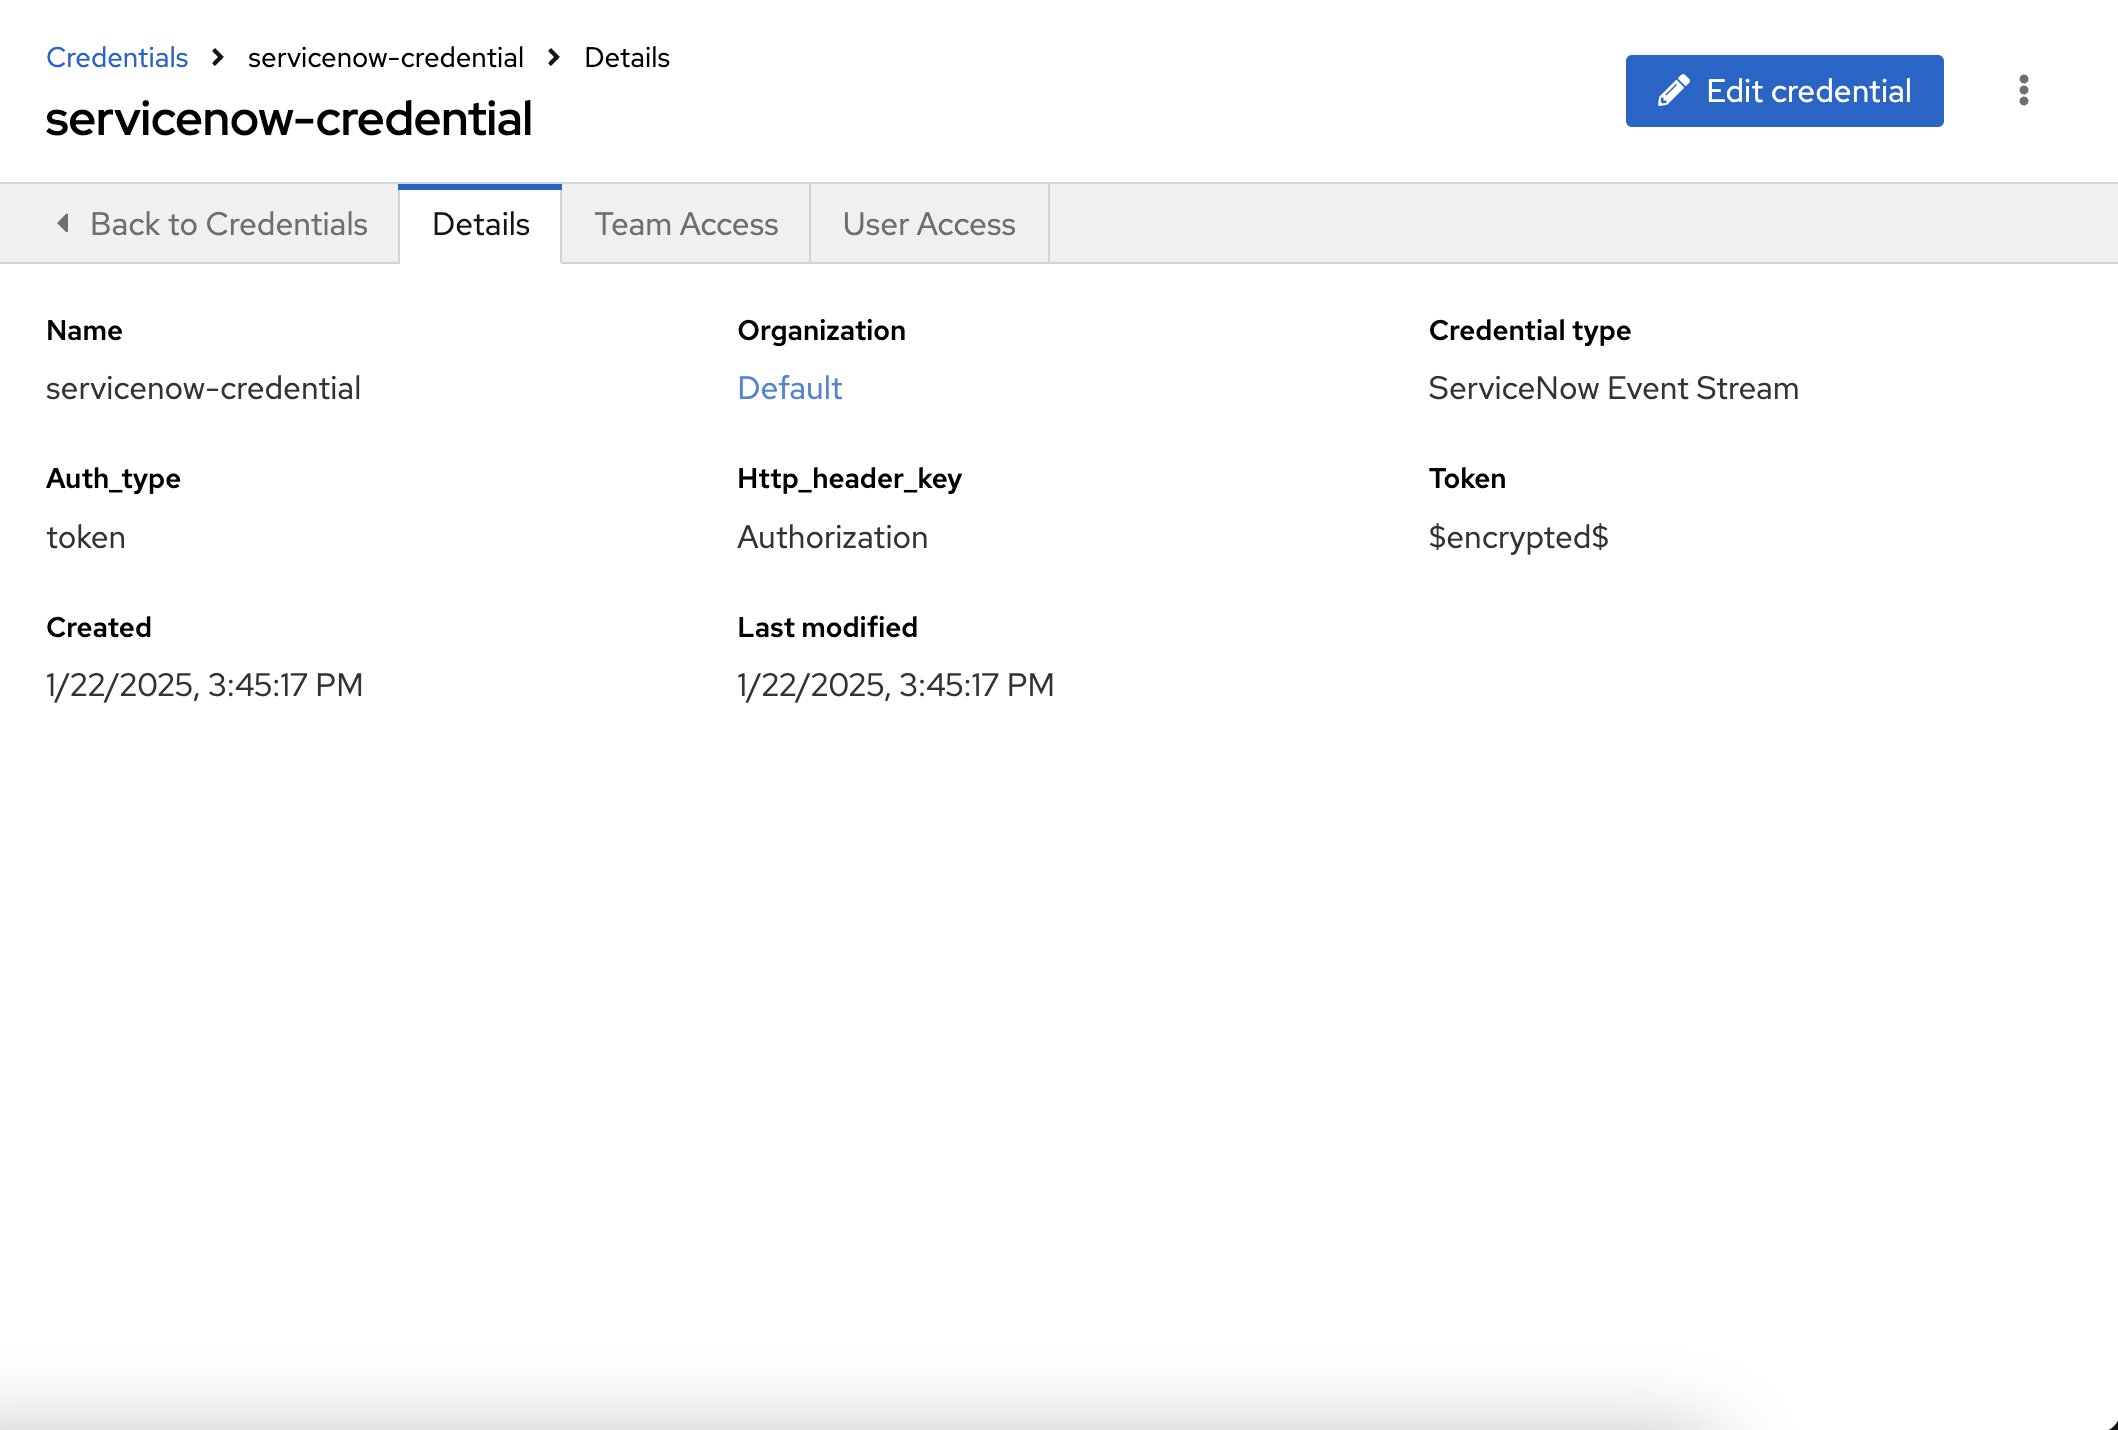 Credentials servicenow-credential Details
servicenow-credential
Edit credential
Back to Credentials Details Team Access User Access
Name Organization Credential type
servicenow-credential Default ServiceNow Event Stream
Auth_type Http_header_key Token
token Authorization $encrypted$
Created Last modified
1/22/2025, 3:45:17 PM 1/22/2025, 3:45:17 PM